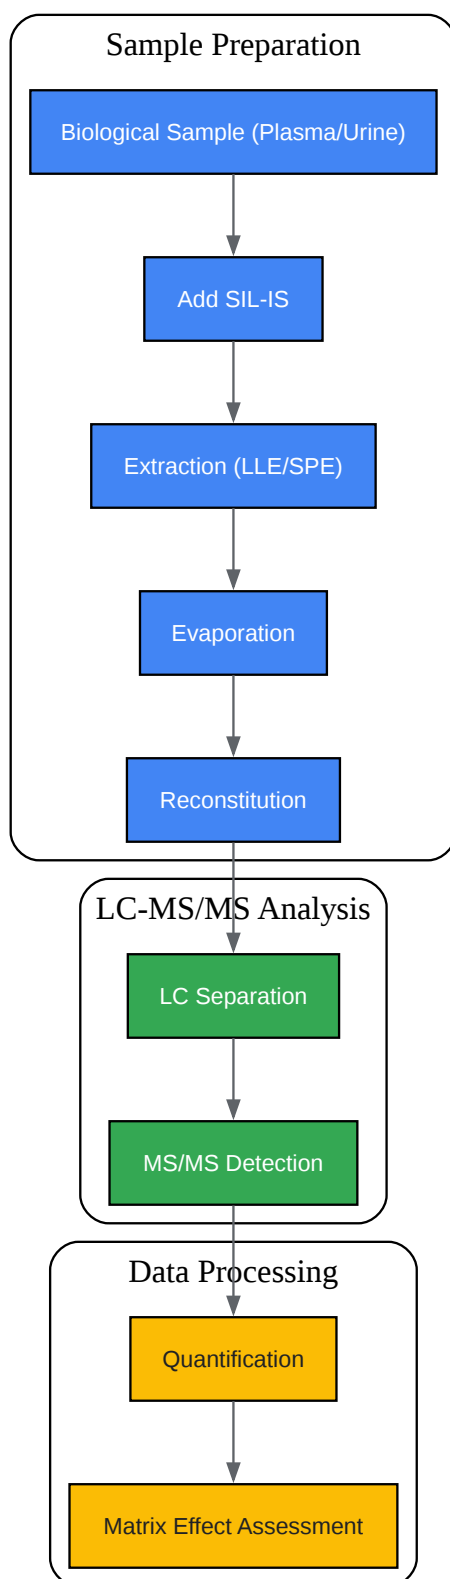 Sample Preparation
Biological Sample (Plasma/Urine)
Add SIL-IS
Extraction (LLE/SPE)
Evaporation
Reconstitution
LC-MS/MS Analysis
LC Separation
MS/MS Detection
Data Processing
Quantification
Matrix Effect Assessment